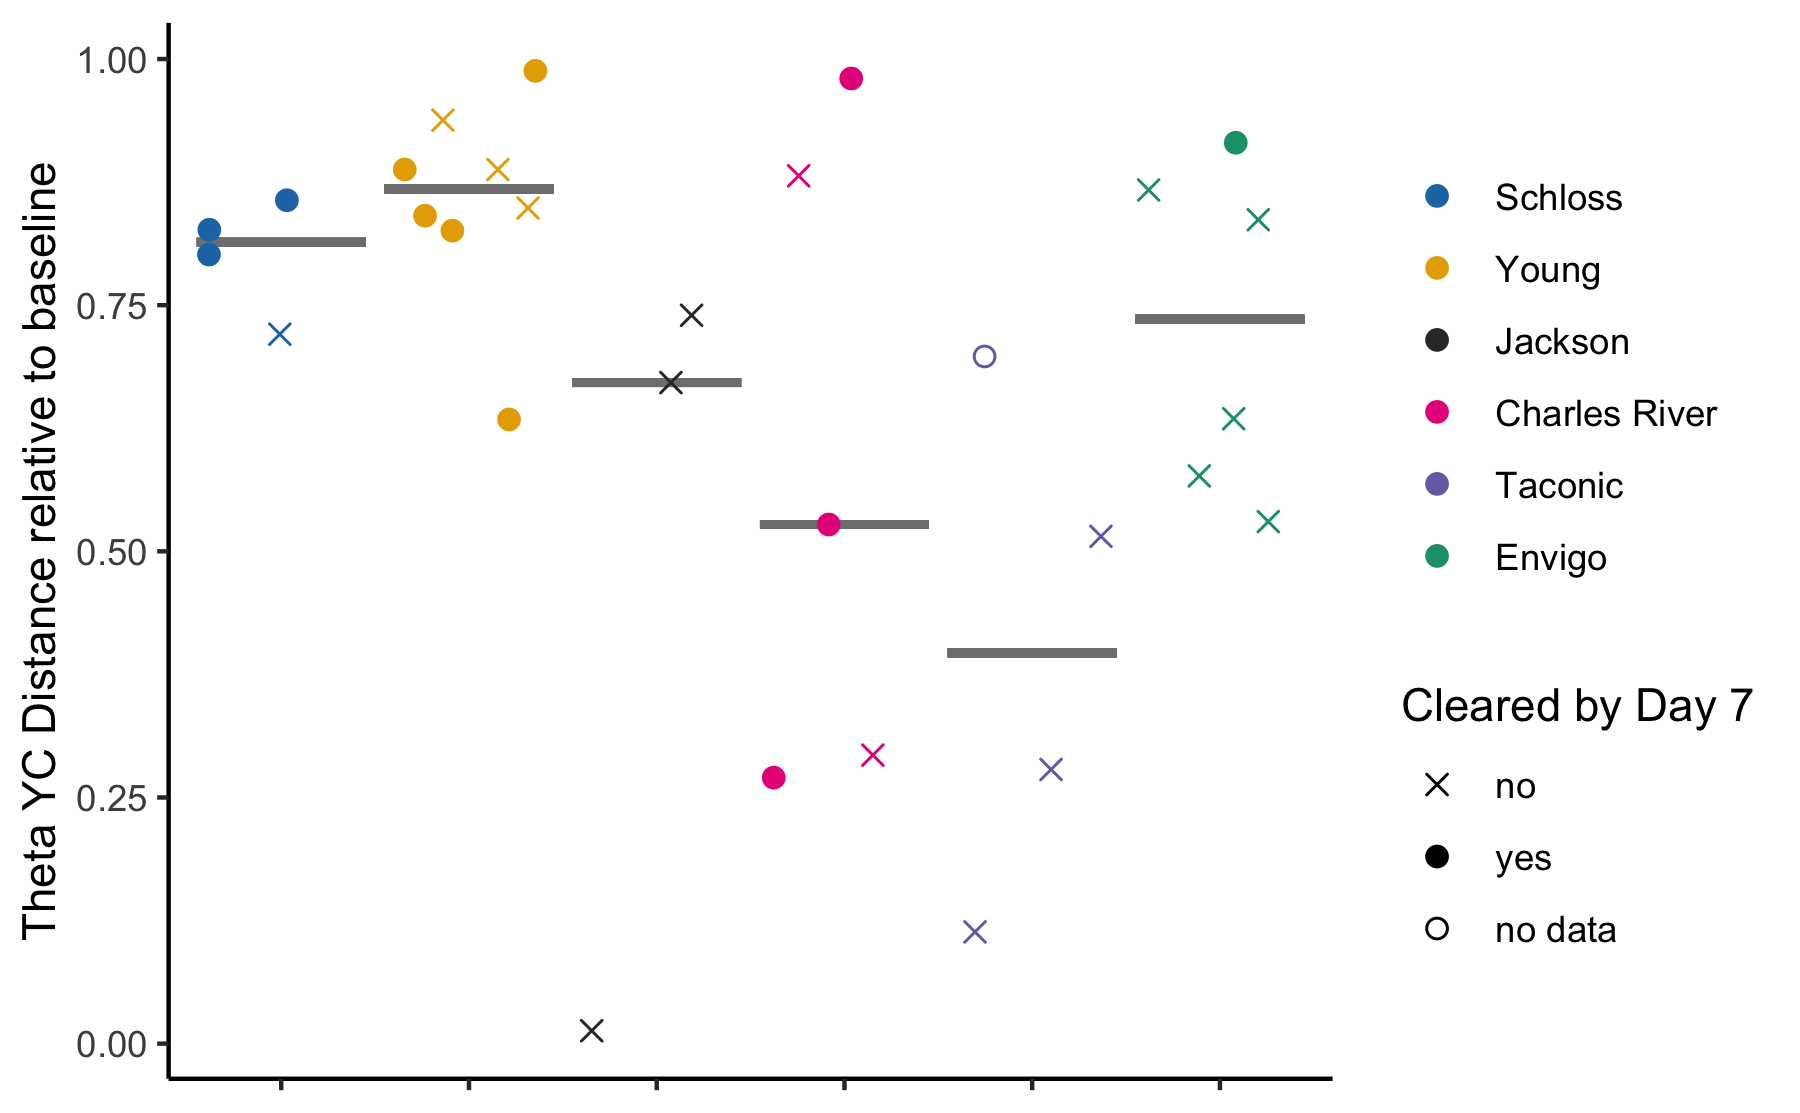 Theta YC Distance relative to baseline
1.00
0.75
0.50
0.25
0.00
Schloss
Young
Jackson
Charles River
Taconic
Envigo
Cleared by Day 7
no
yes
no data